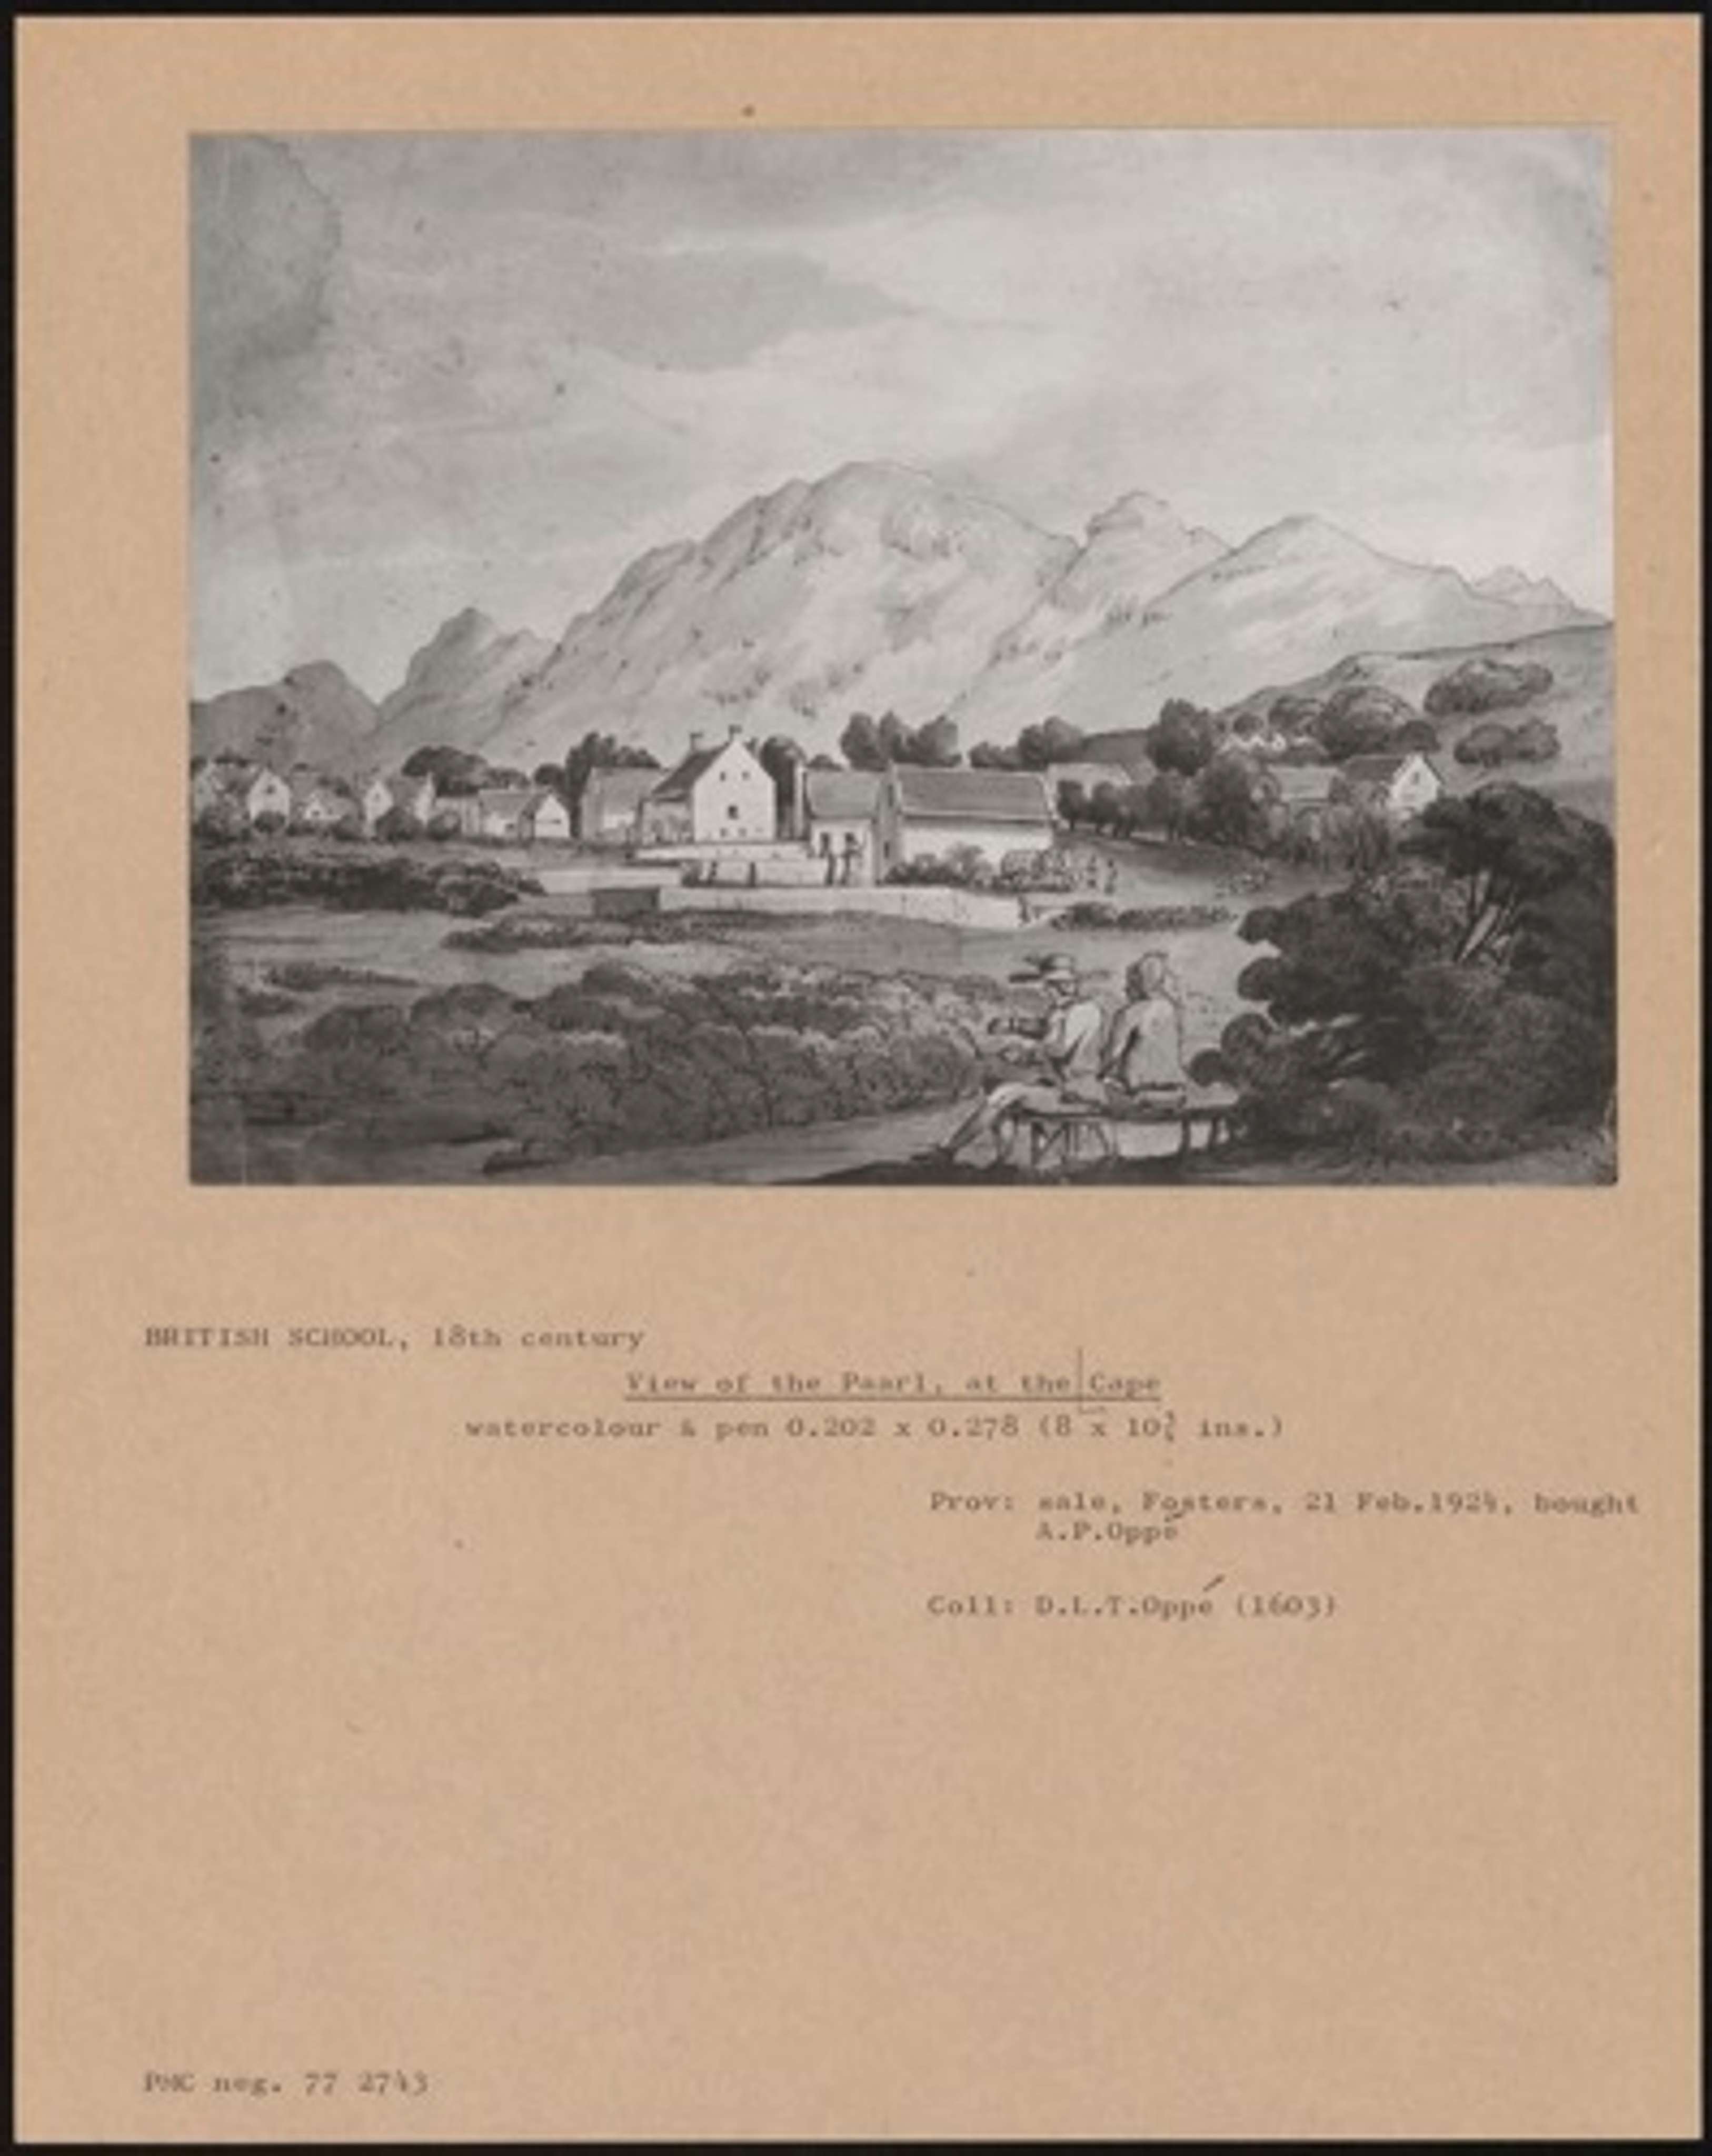 BRITISH SCHOOL, 18th century
View of the Paarl, at the Cape
watercolour & pen 0.202 x 0.278 (8 x 10¾ ins.)
Prov: sale, Fosters, 21 Feb.1924, bought
A.P.Oppé
Coll: D.L.T.Oppé (1603)
PMC neg. 77 2743